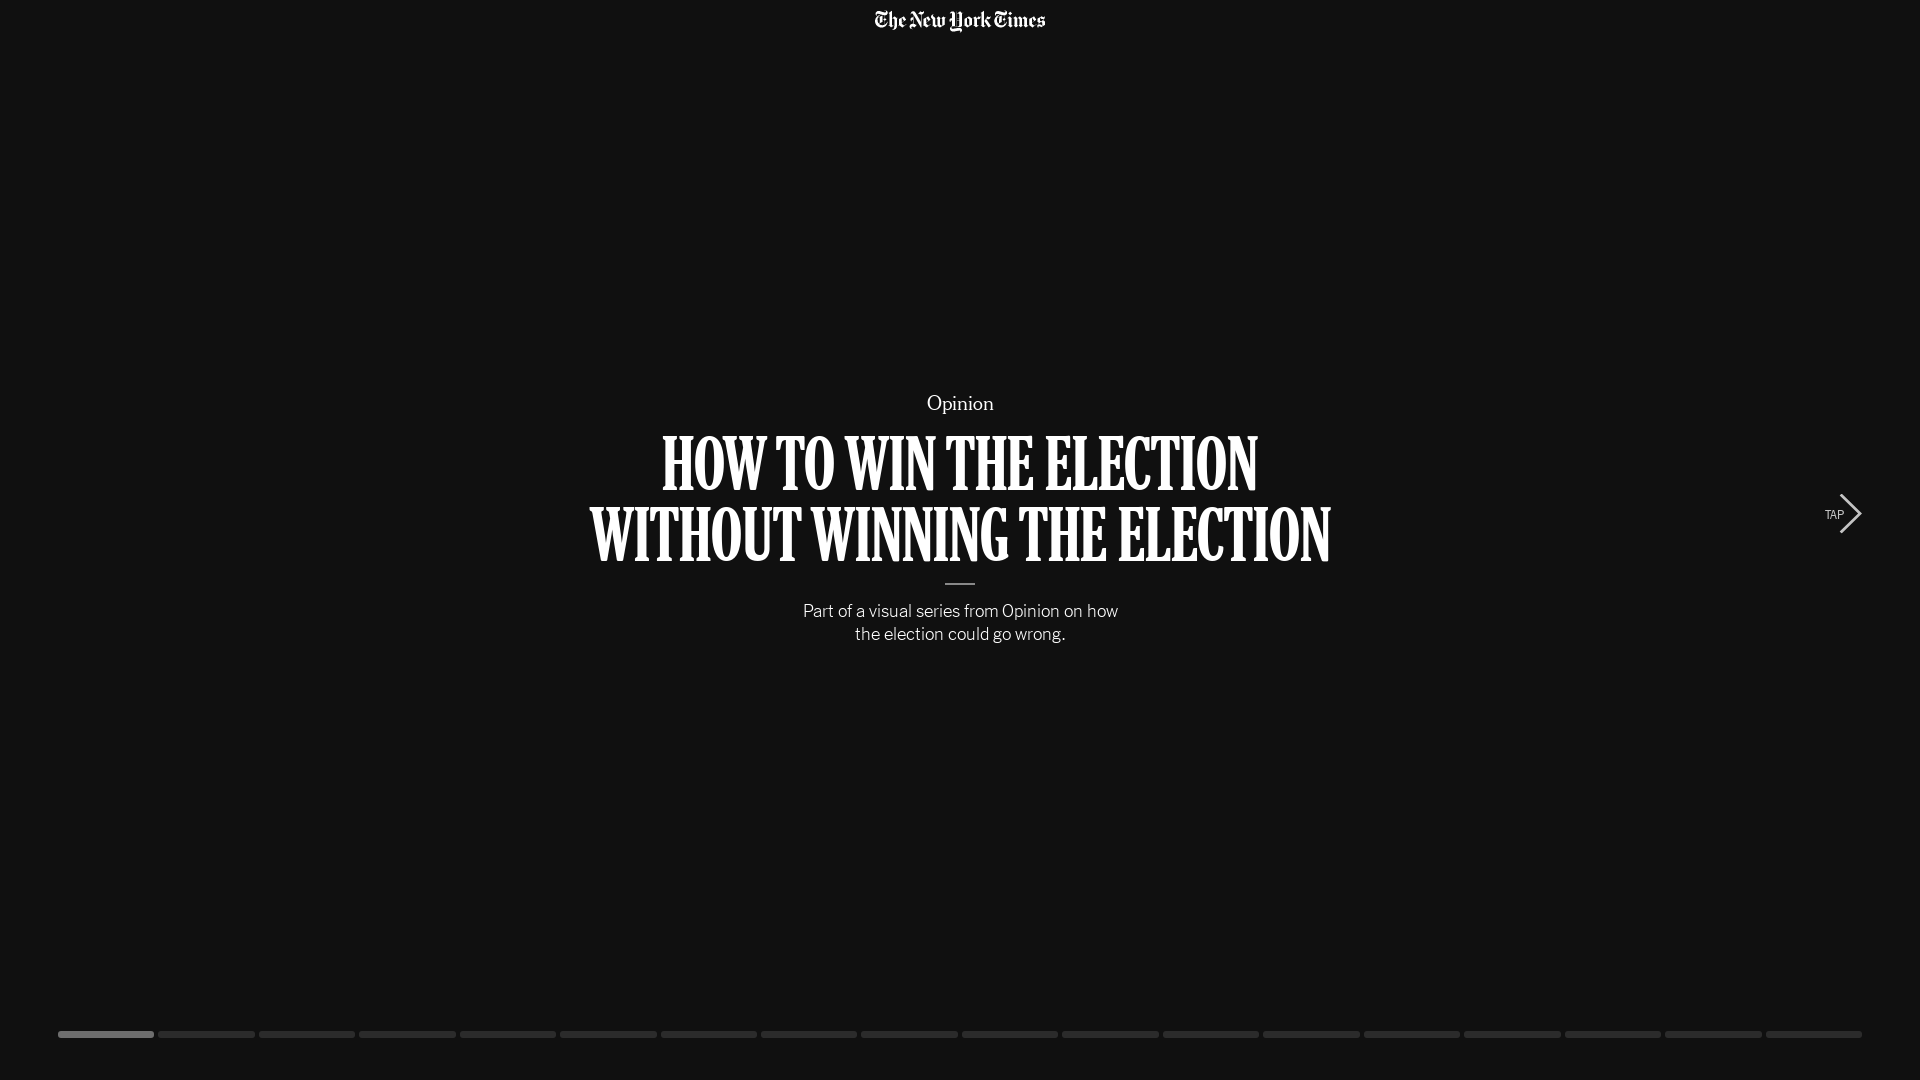 The New York Times
Opinion
HOW TO WIN THE ELECTION
WITHOUT WINNING THE ELECTION
Part of a visual series from Opinion on how
the election could go wrong.
TAP